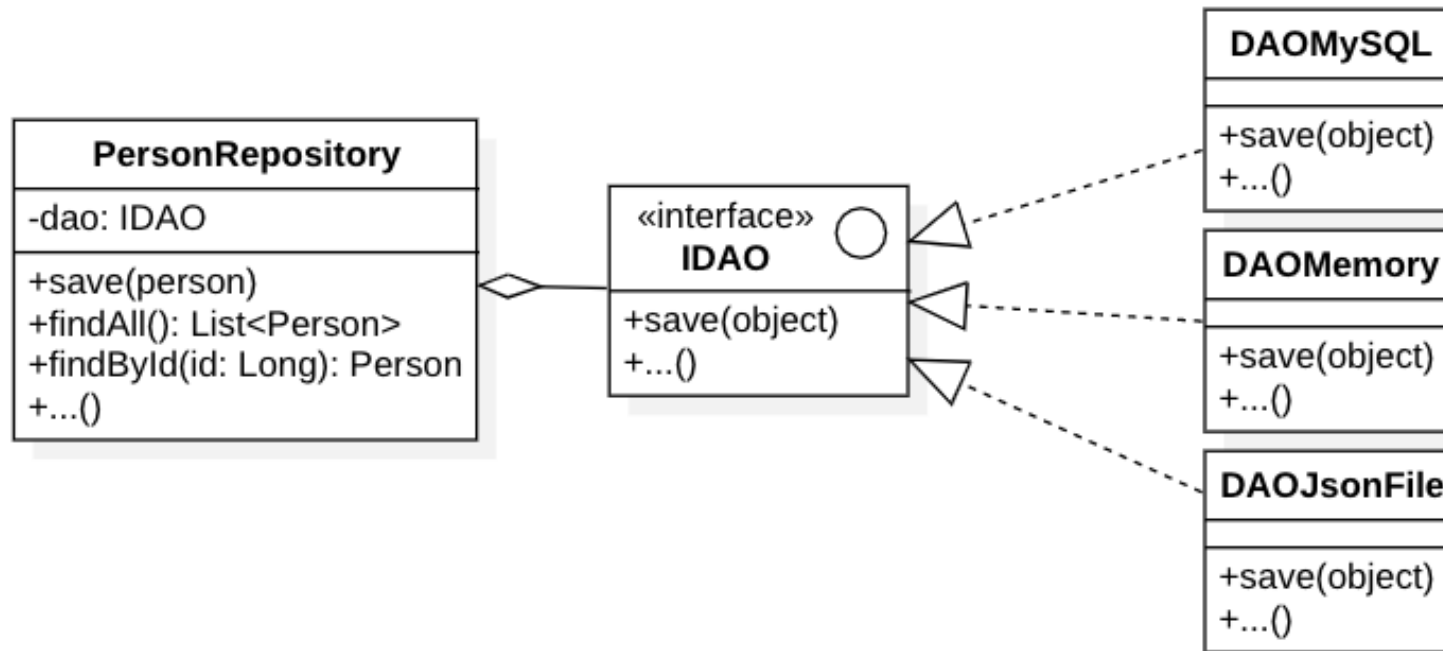 PersonRepository
-dao: IDAO
+save(person)
+findAll(): List<Person>
+findById(id: Long): Person
+...()
«interface»
IDAO
+save(object)
+...()
DAOMySQL
+save(object)
+...()
DAOMemory
+save(object)
+...()
DAOJsonFile
+save(object)
+...()